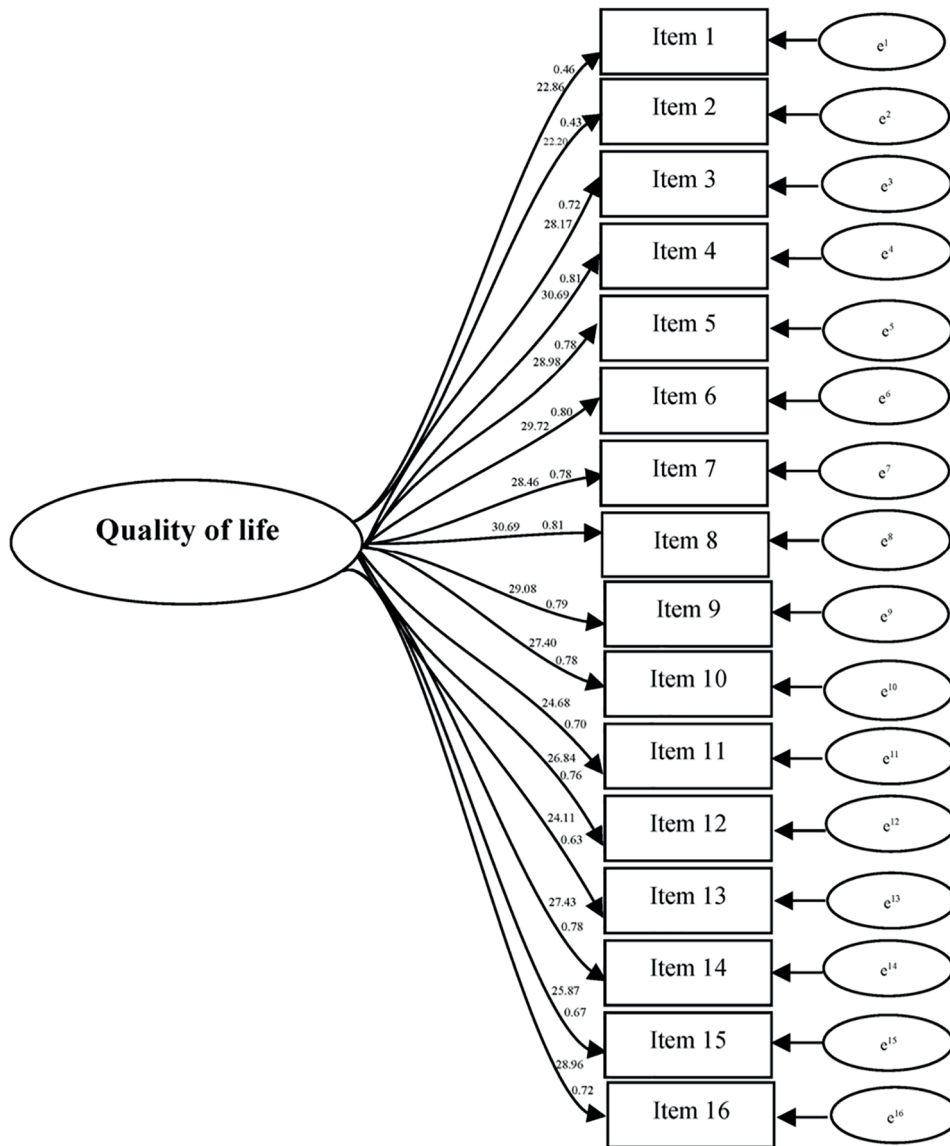 Item 1
e1
0.46
22.86
Item 2
e2
0.43
22.20
Item 3
e3
0.72
28.17
Item 4
e4
0.81
30.69
Item 5
e5
0.78
28.98
Item 6
e6
0.80
29.72
Item 7
e7
28.46 0.78
Quality of life
30.69 0.81
Item 8
e8
29.08
0.79
Item 9
e9
27.40
0.78
Item 10
e10
24.68
0.70
Item 11
e11
26.84
0.76
Item 12
e12
24.11
0.63
Item 13
e13
27.43
0.78
Item 14
e14
25.87
0.67
Item 15
e15
28.96
0.72
Item 16
e16